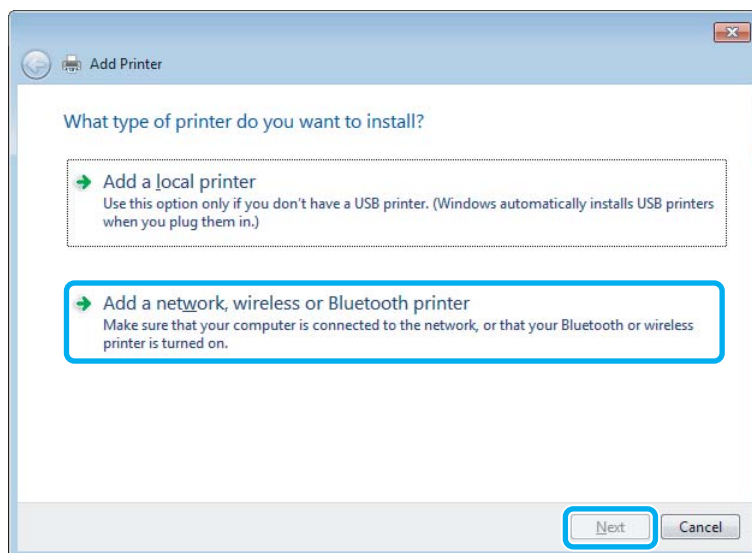 Add Printer
What type of printer do you want to install?
Add a local printer
Use this option only if you don't have a USB printer. (Windows automatically installs USB printers
when you plug them in.)
Add a network, wireless or Bluetooth printer
Make sure that your computer is connected to the network, or that your Bluetooth or wireless
printer is turned on.
Next Cancel